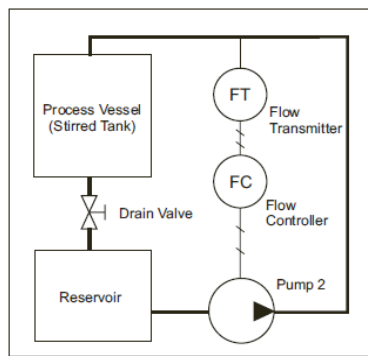 Process Vessel
(Stirred Tank)
FT
Flow
Transmitter
FC
Flow
Controller
Drain Valve
Reservoir
Pump 2